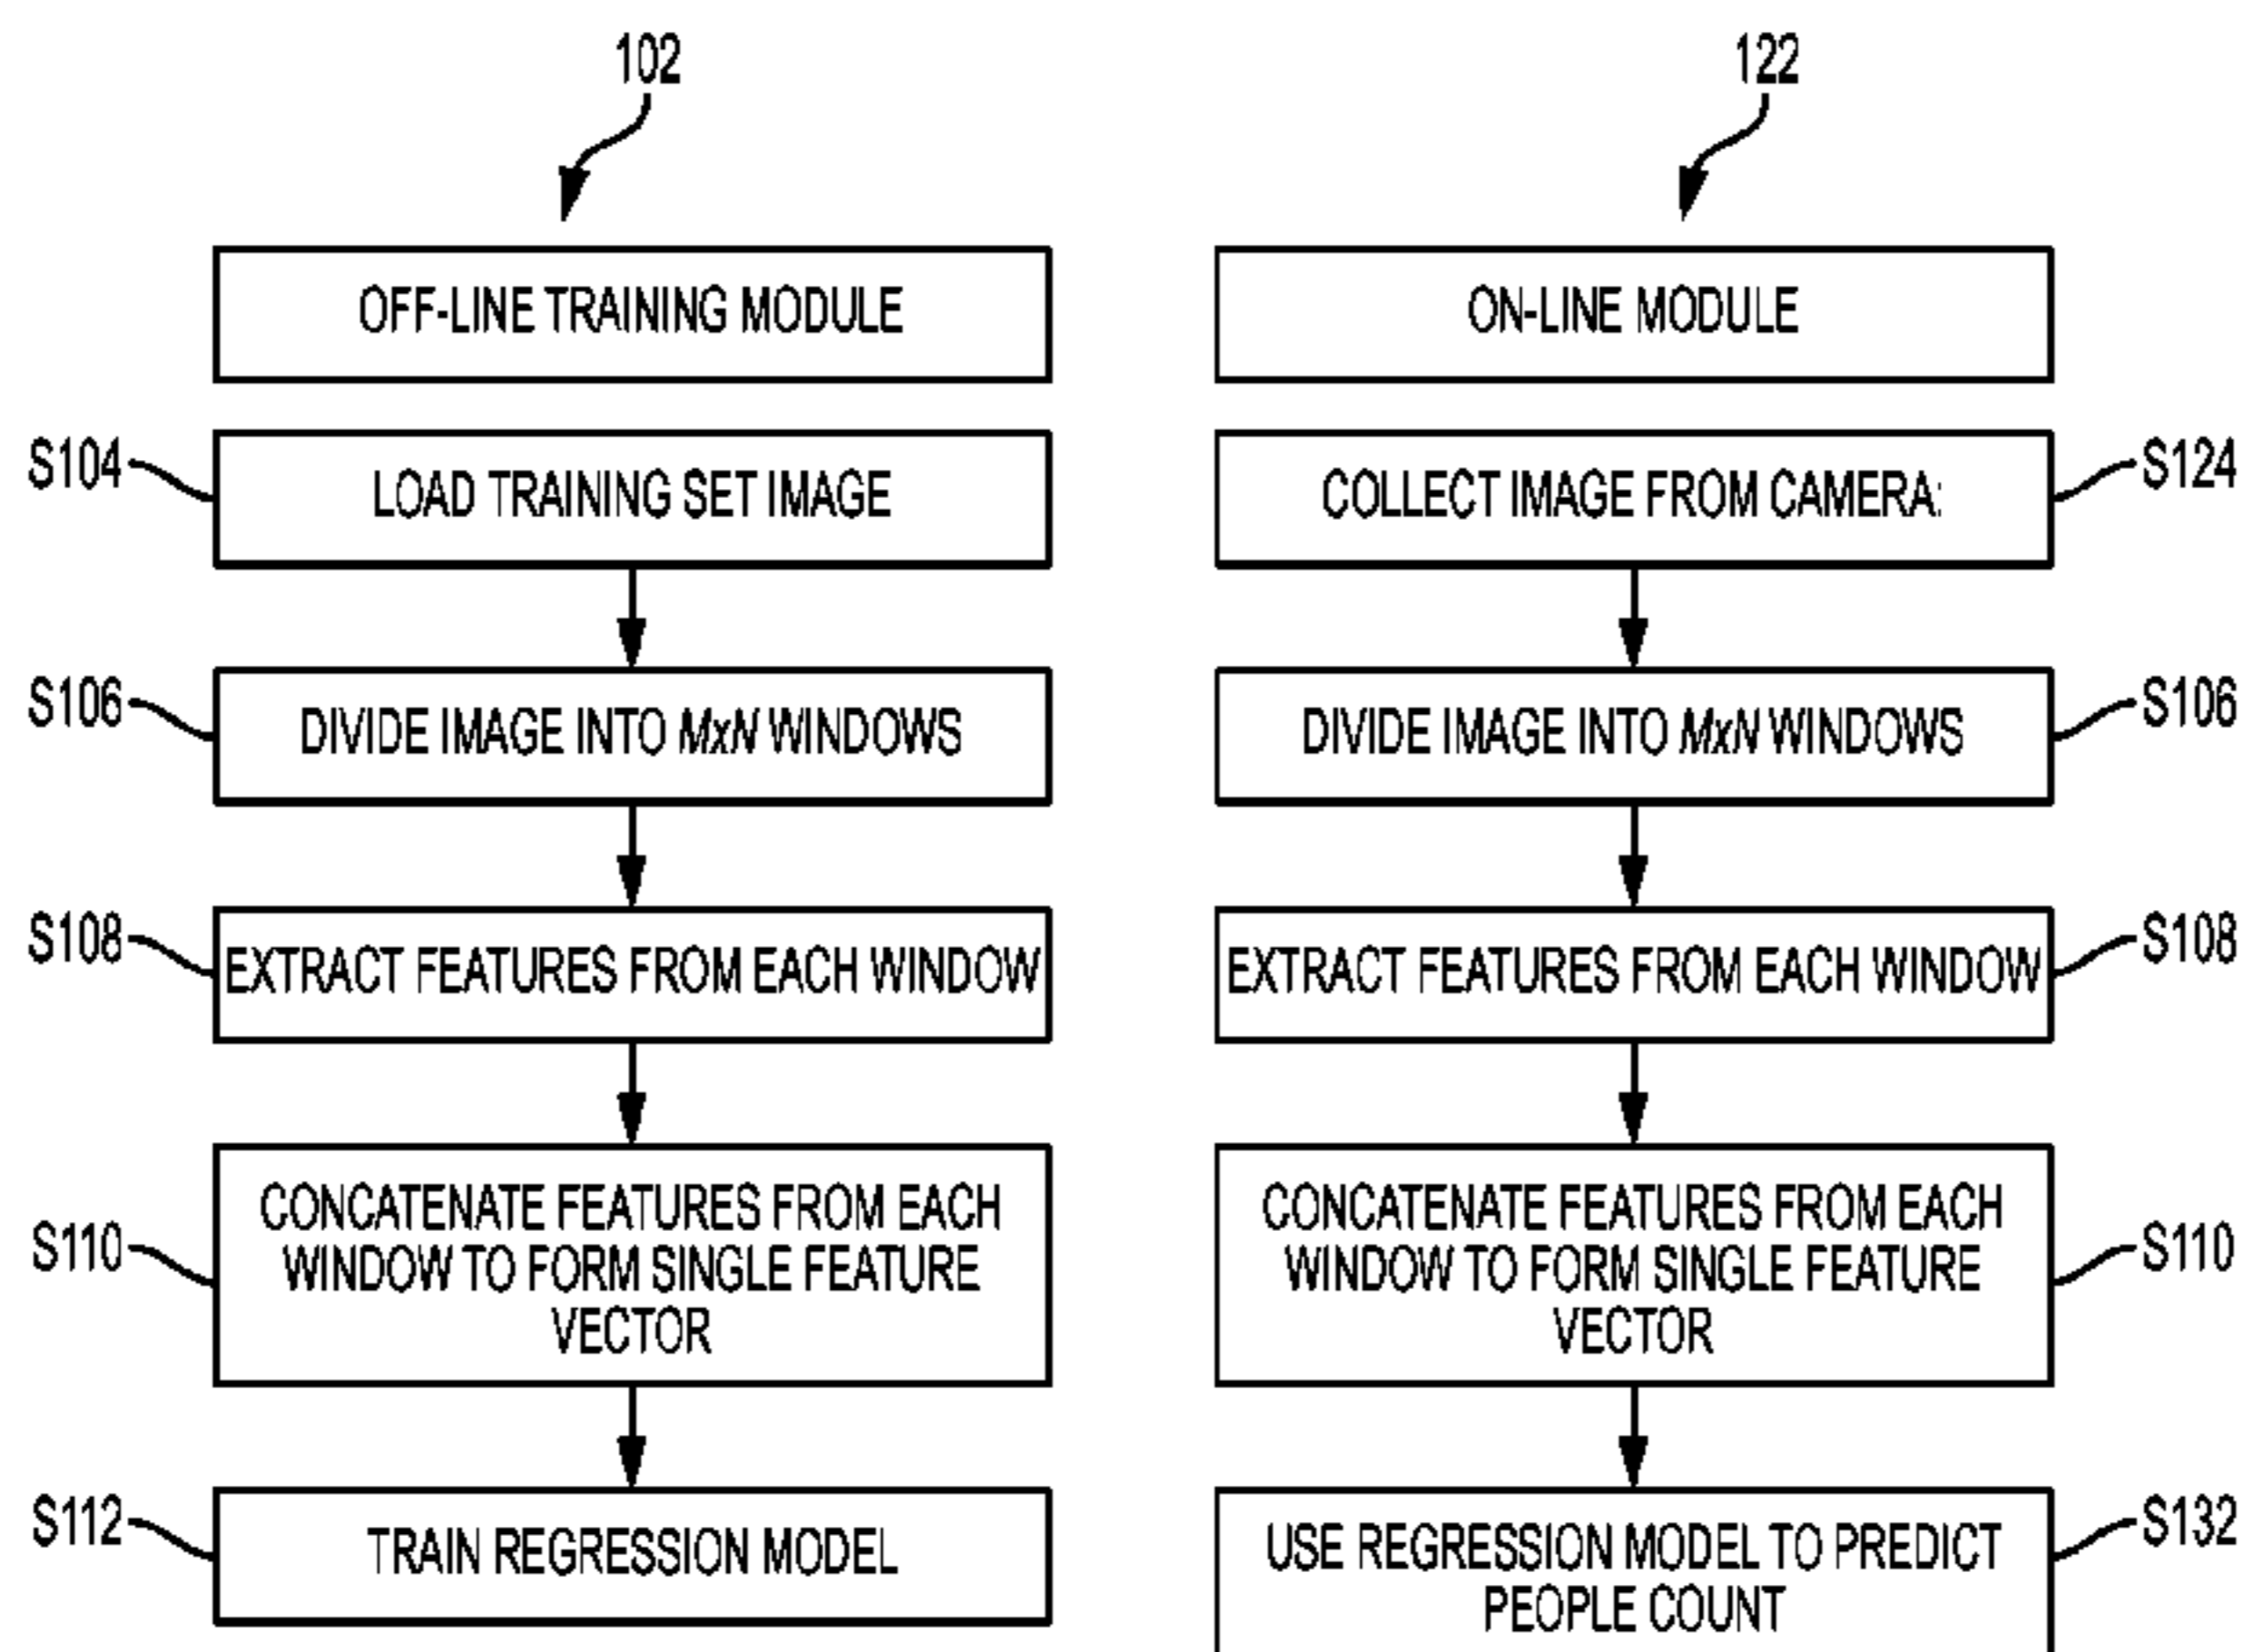 102
OFF-LINE TRAINING MODULE
S104
LOAD TRAINING SET IMAGE
S106
DIVIDE IMAGE INTO MxN WINDOWS
S108
EXTRACT FEATURES FROM EACH WINDOW
S110
CONCATENATE FEATURES FROM EACH
WINDOW TO FORM SINGLE FEATURE
VECTOR
S112
TRAIN REGRESSION MODEL
122
ON-LINE MODULE
COLLECT IMAGE FROM CAMERA:
S124
DIVIDE IMAGE INTO MxN WINDOWS
S106
EXTRACT FEATURES FROM EACH WINDOW
S108
CONCATENATE FEATURES FROM EACH
WINDOW TO FORM SINGLE FEATURE
VECTOR
S110
USE REGRESSION MODEL TO PREDICT
PEOPLE COUNT
S132